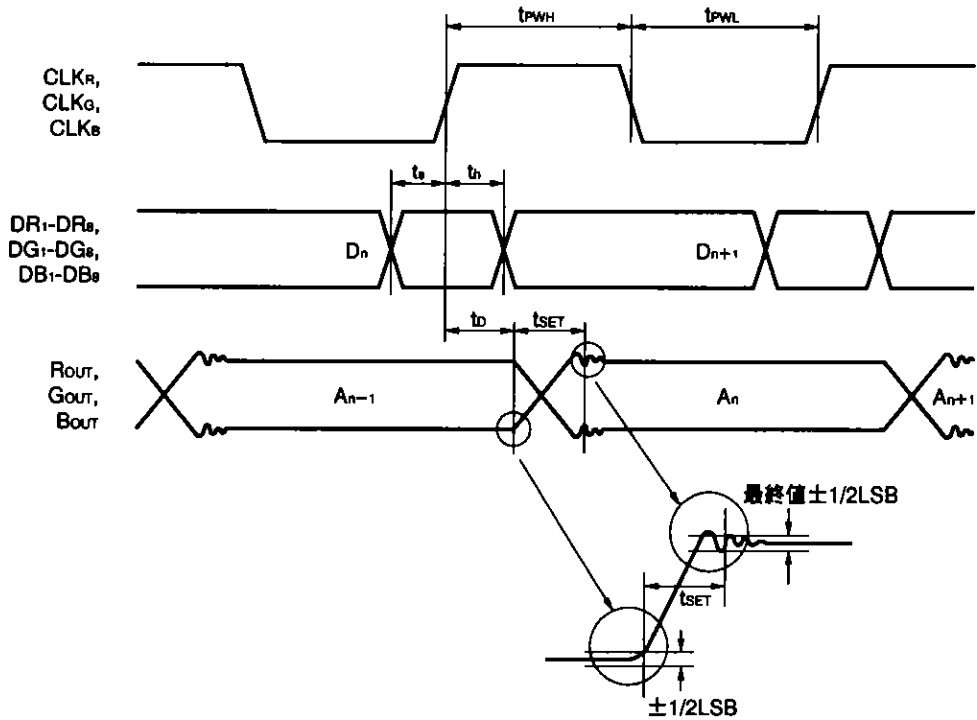 tPWH
tPWL
CLKR,
CLKG,
CLKB
ts
th
DR1-DR8,
DG1-DG8,
DB1-DB8
Dn
Dn+1
tD
tSET
ROUT,
GOUT,
BOUT
An-1
An
An+1
最終値±1/2LSB
tSET
±1/2LSB